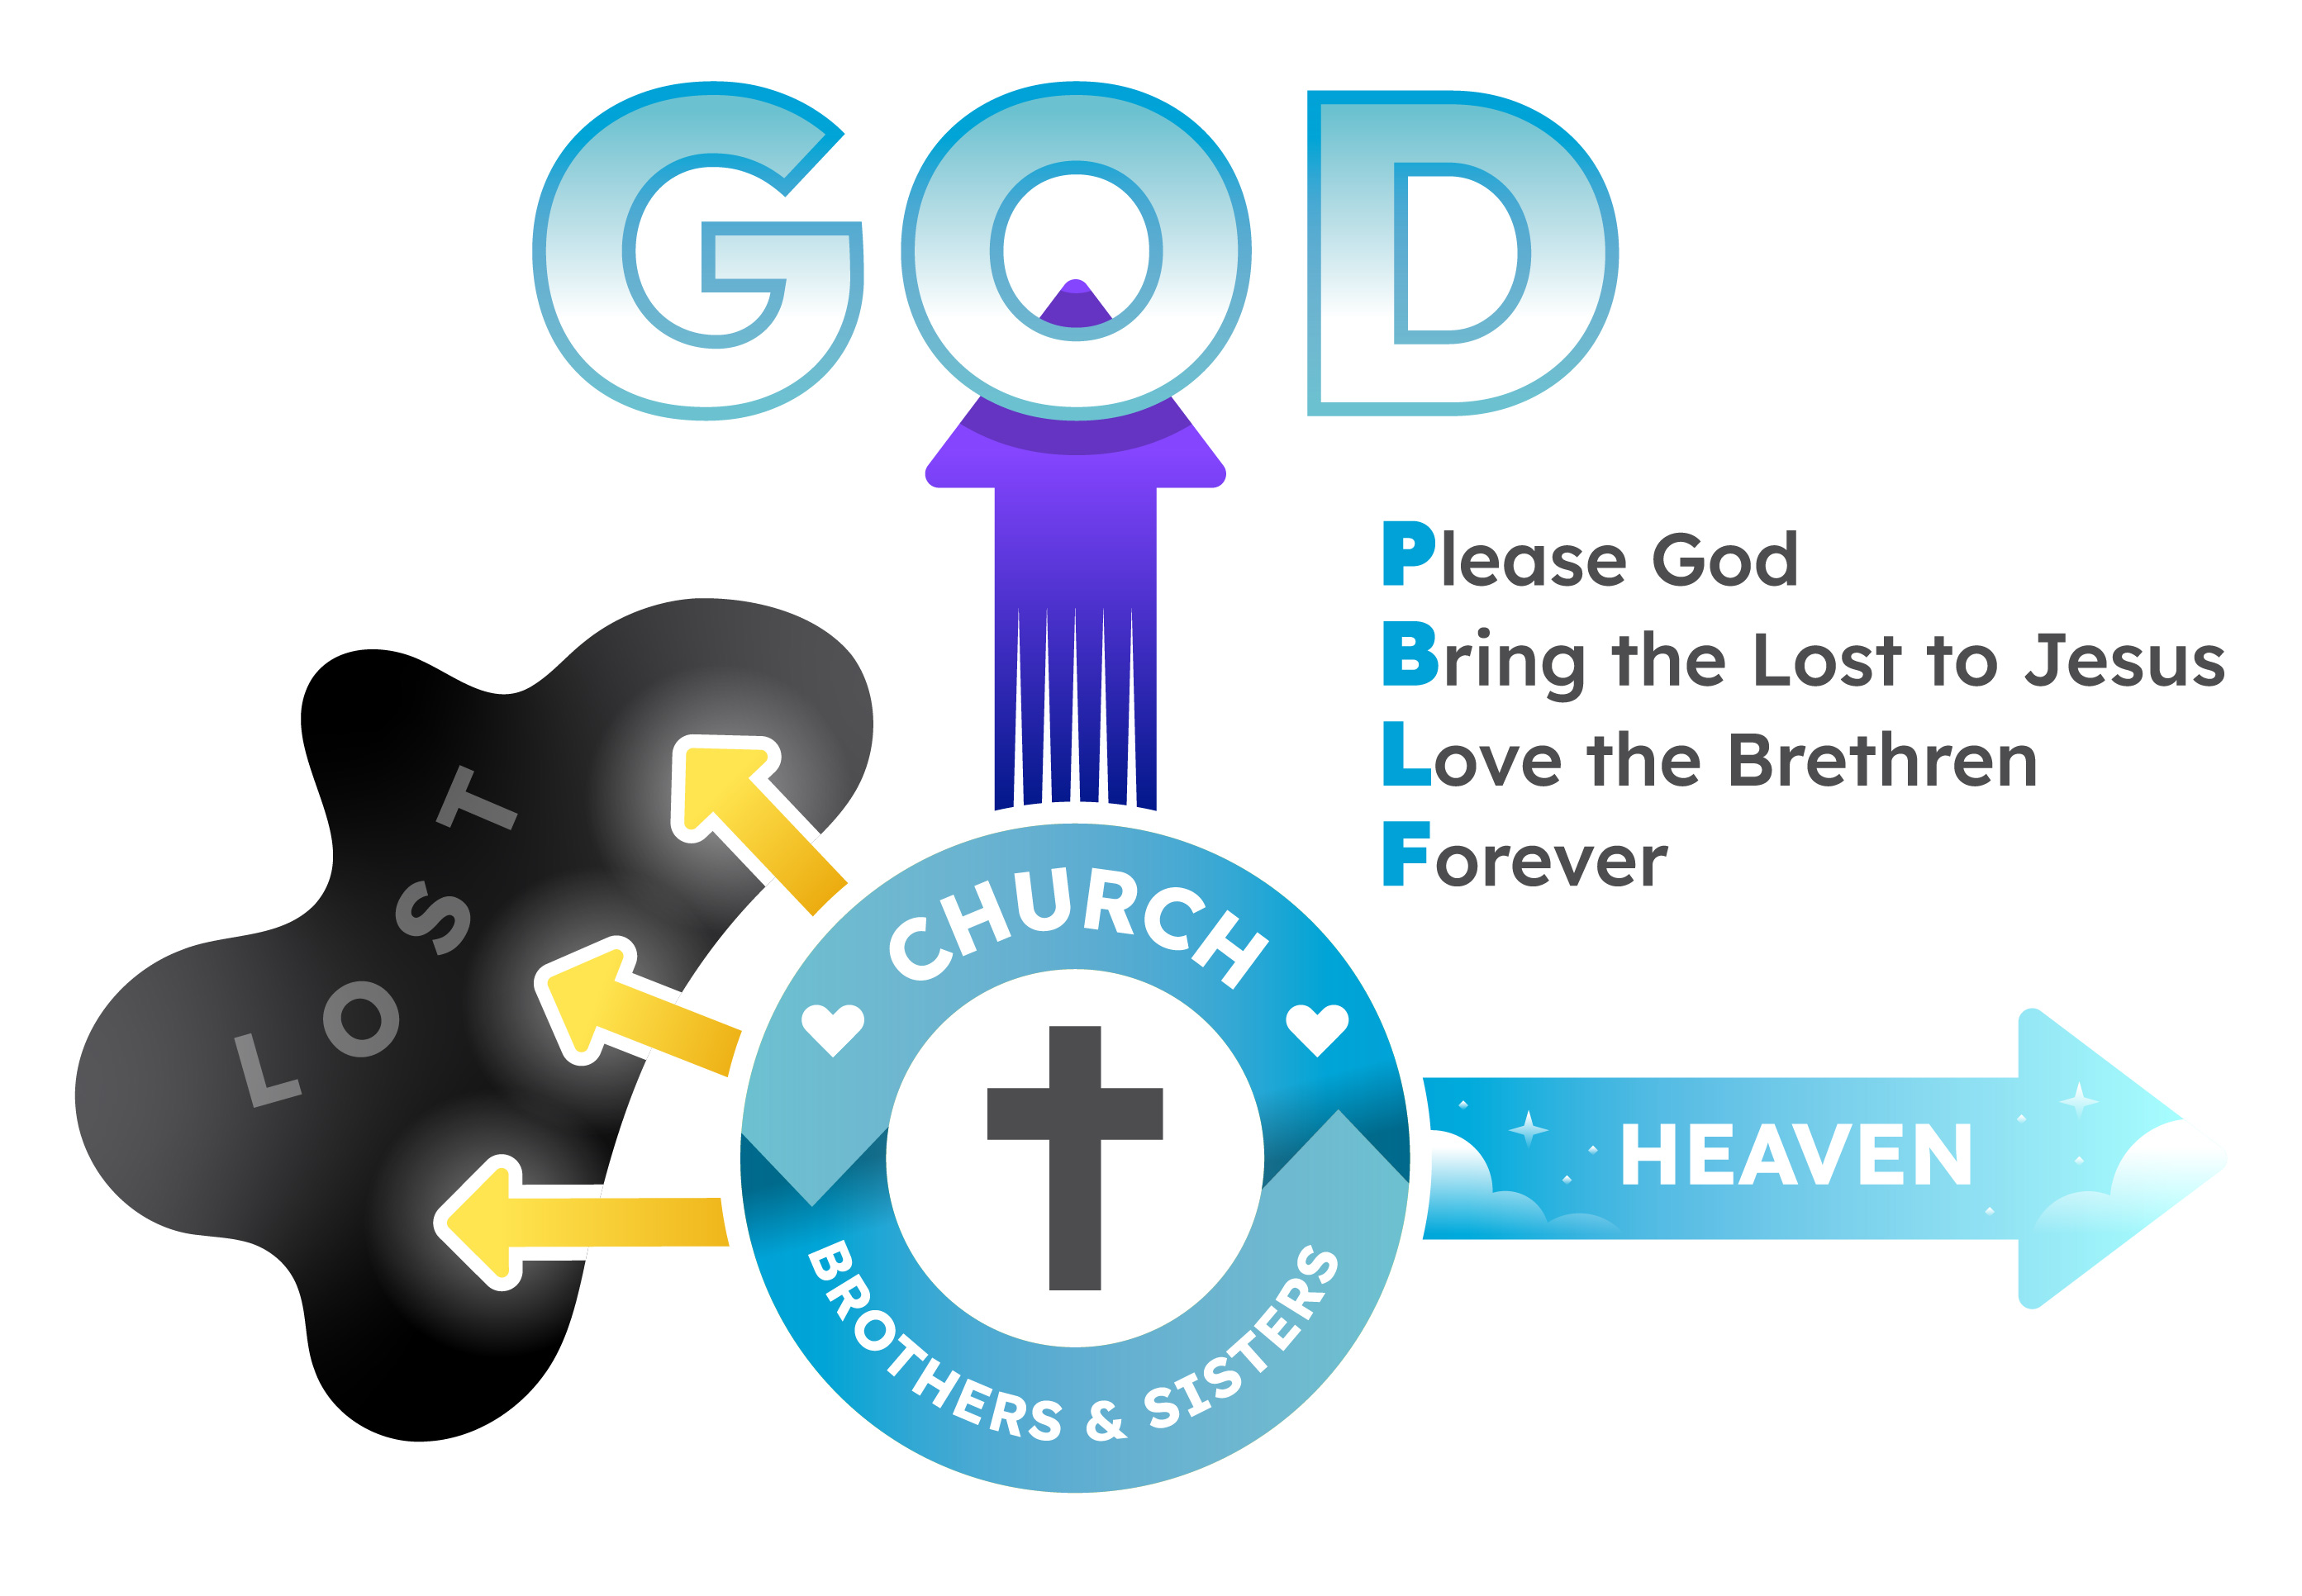 GOD
Please God
Bring the Lost to Jesus
Love the Brethren
Forever
LOST
CHURCH
HEAVEN
BROTHERS & SISTERS